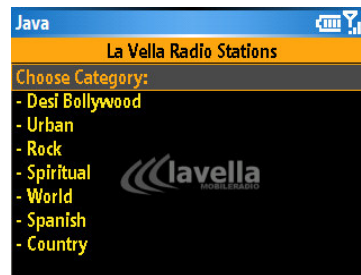 Java
La Vella Radio Stations
Choose Category:
- Desi Bollywood
- Urban
- Rock
- Spiritual
- World
- Spanish
- Country
lavella
MOBILERADIO